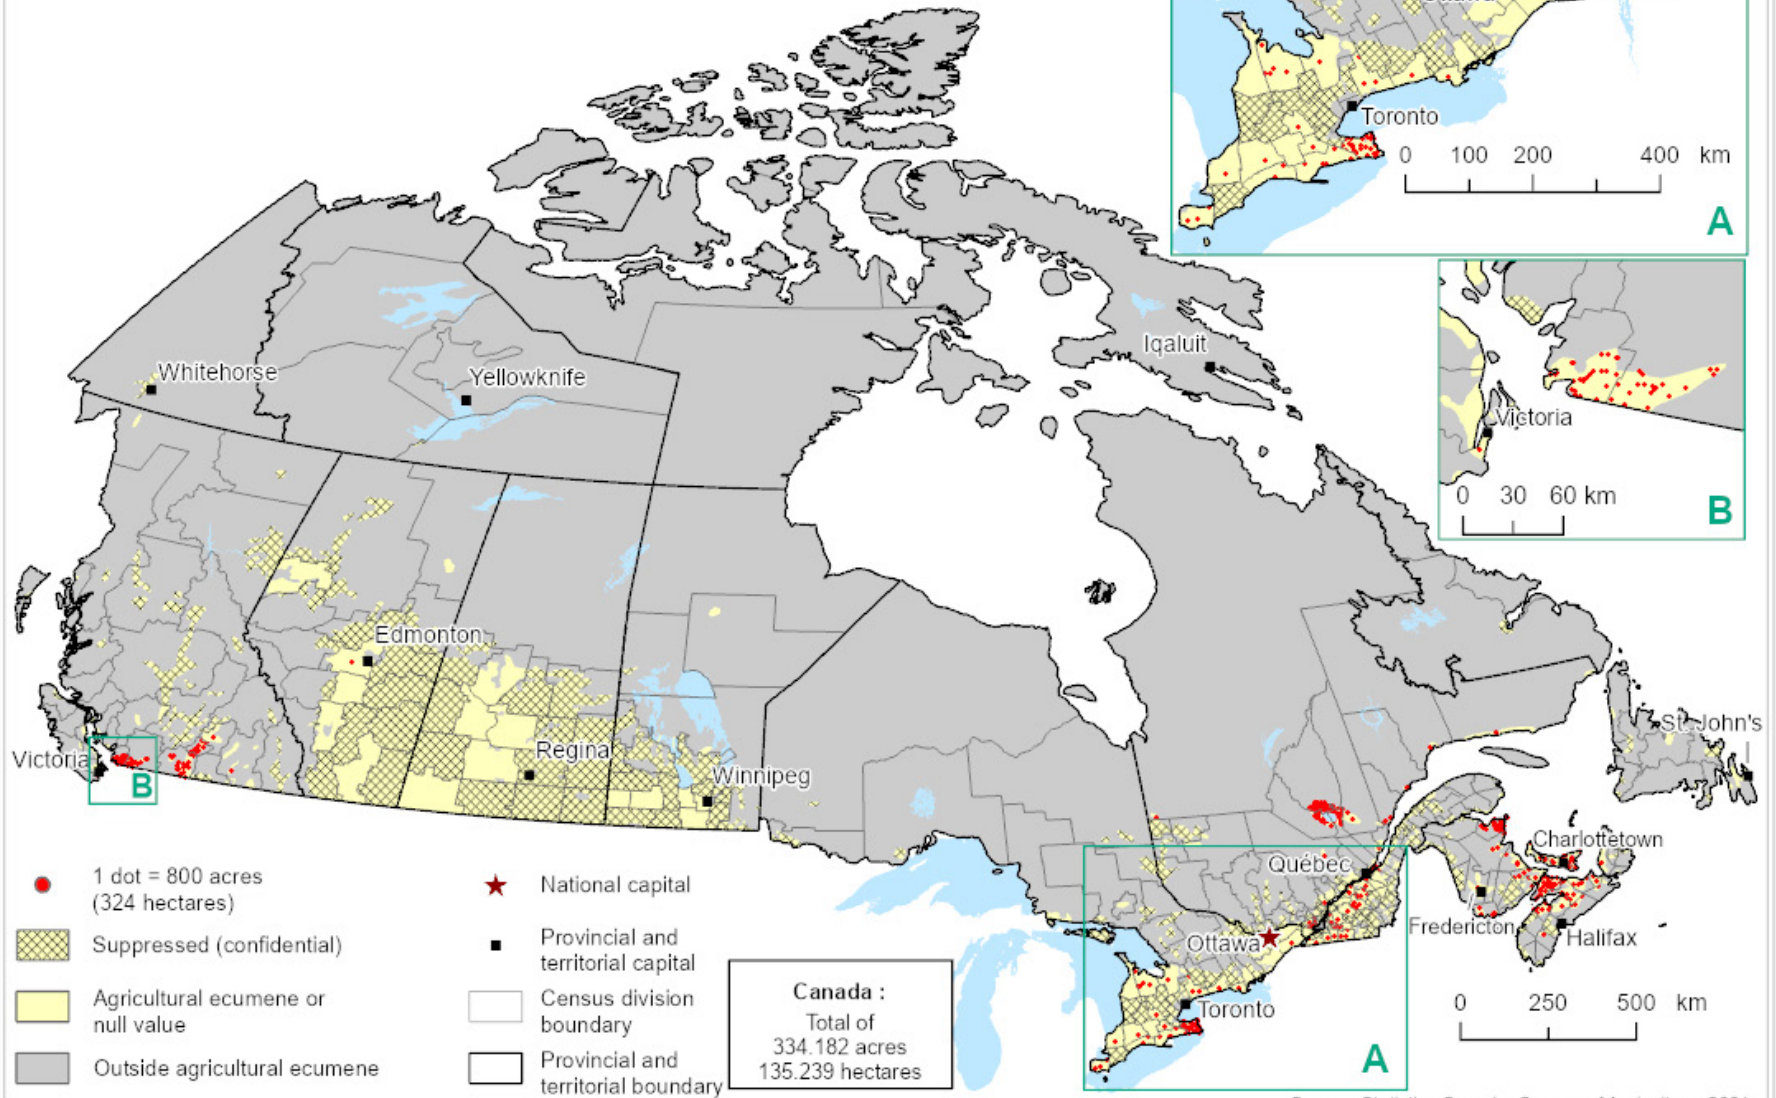 Toronto
0 100 200 400 km
A
Victoria
0 30 60 km
B
Whitehorse
Yellowknife
Iqaluit
Edmonton
Regina
Winnipeg
Victoria
B
St. John's
Charlottetown
Québec
Fredericton
Halifax
Ottawa
Toronto
A
0 250 500 km
1 dot = 800 acres
(324 hectares)
Suppressed (confidential)
Agricultural ecumene or
null value
Outside agricultural ecumene
National capital
Provincial and
territorial capital
Census division
boundary
Provincial and
territorial boundary
Canada :
Total of
334.182 acres
135.239 hectares